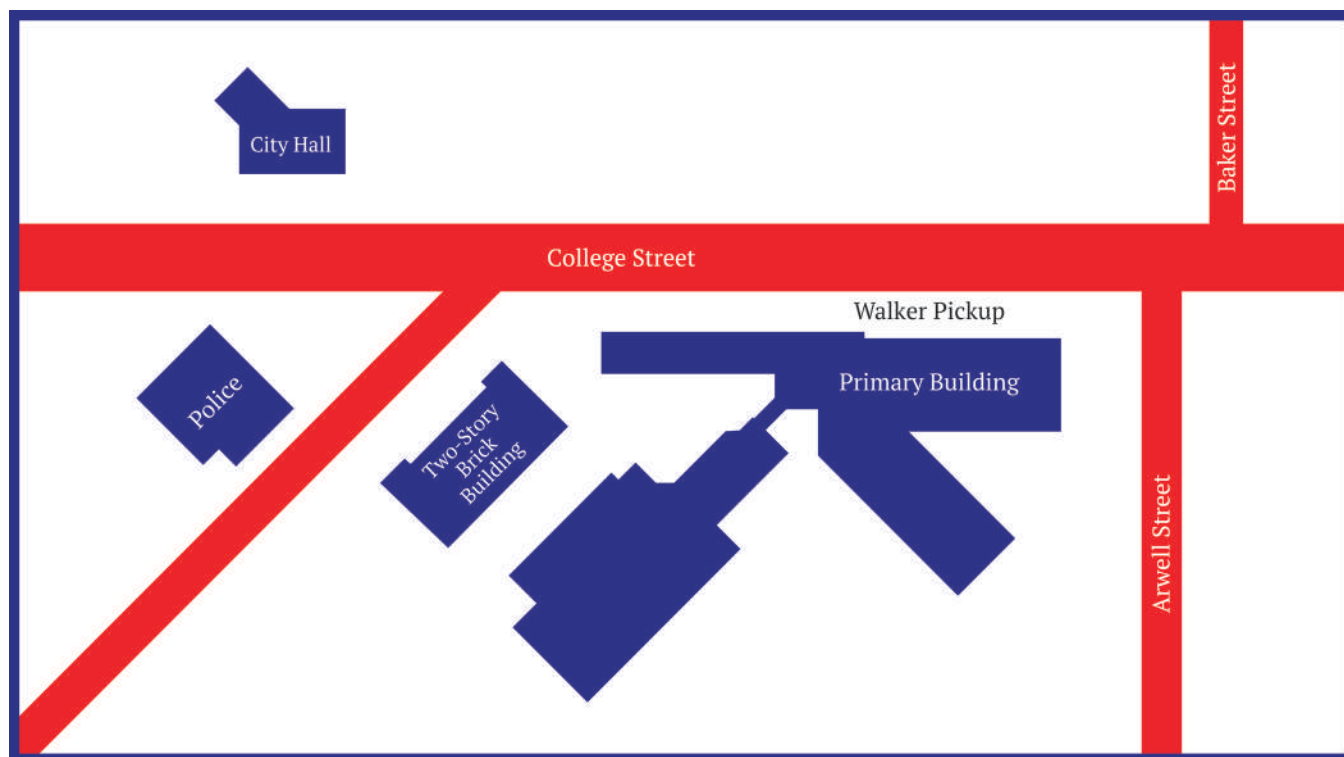 Baker Street
City Hall
College Street
Walker Pickup
Primary Building
Police
Two-Story
Brick
Building
Arwell Street